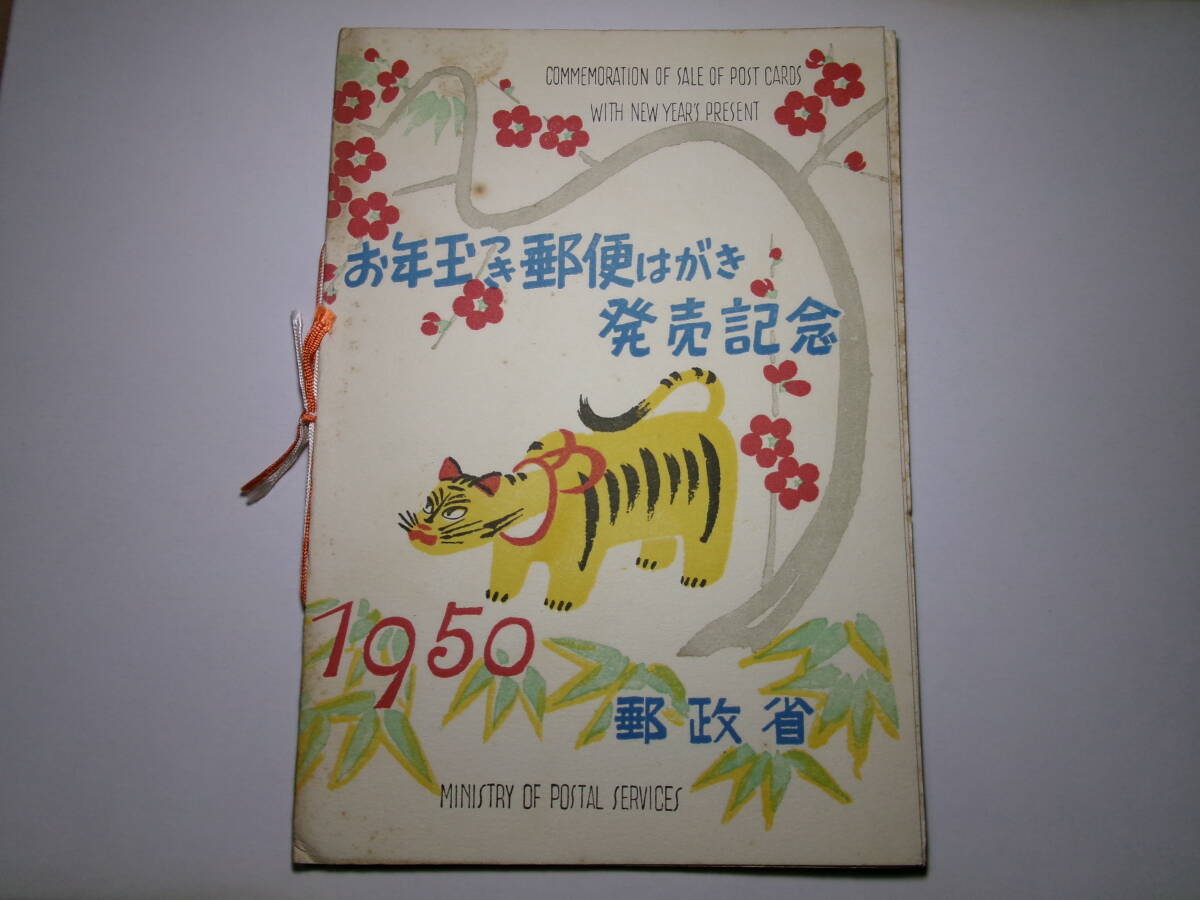 COMMEMORATION OF SALE OF POST CARDS
WITH NEW YEAR'S PRESENT
お年玉つき郵便はがき
発売記念
1950
郵政省
MINISTRY OF POSTAL SERVICES